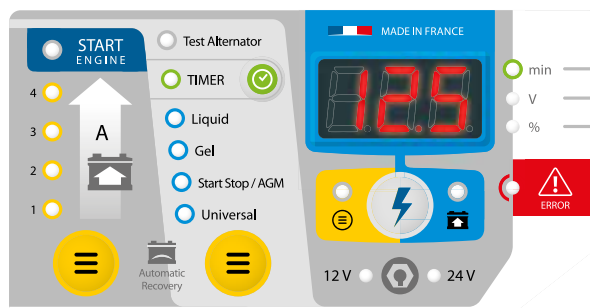 START
ENGINE
4
3
2
1
A
Automatic
Recovery
Test Alternator
TIMER
Liquid
Gel
Start Stop / AGM
Universal
MADE IN FRANCE
125
min
V
%
ERROR
12 V
24 V